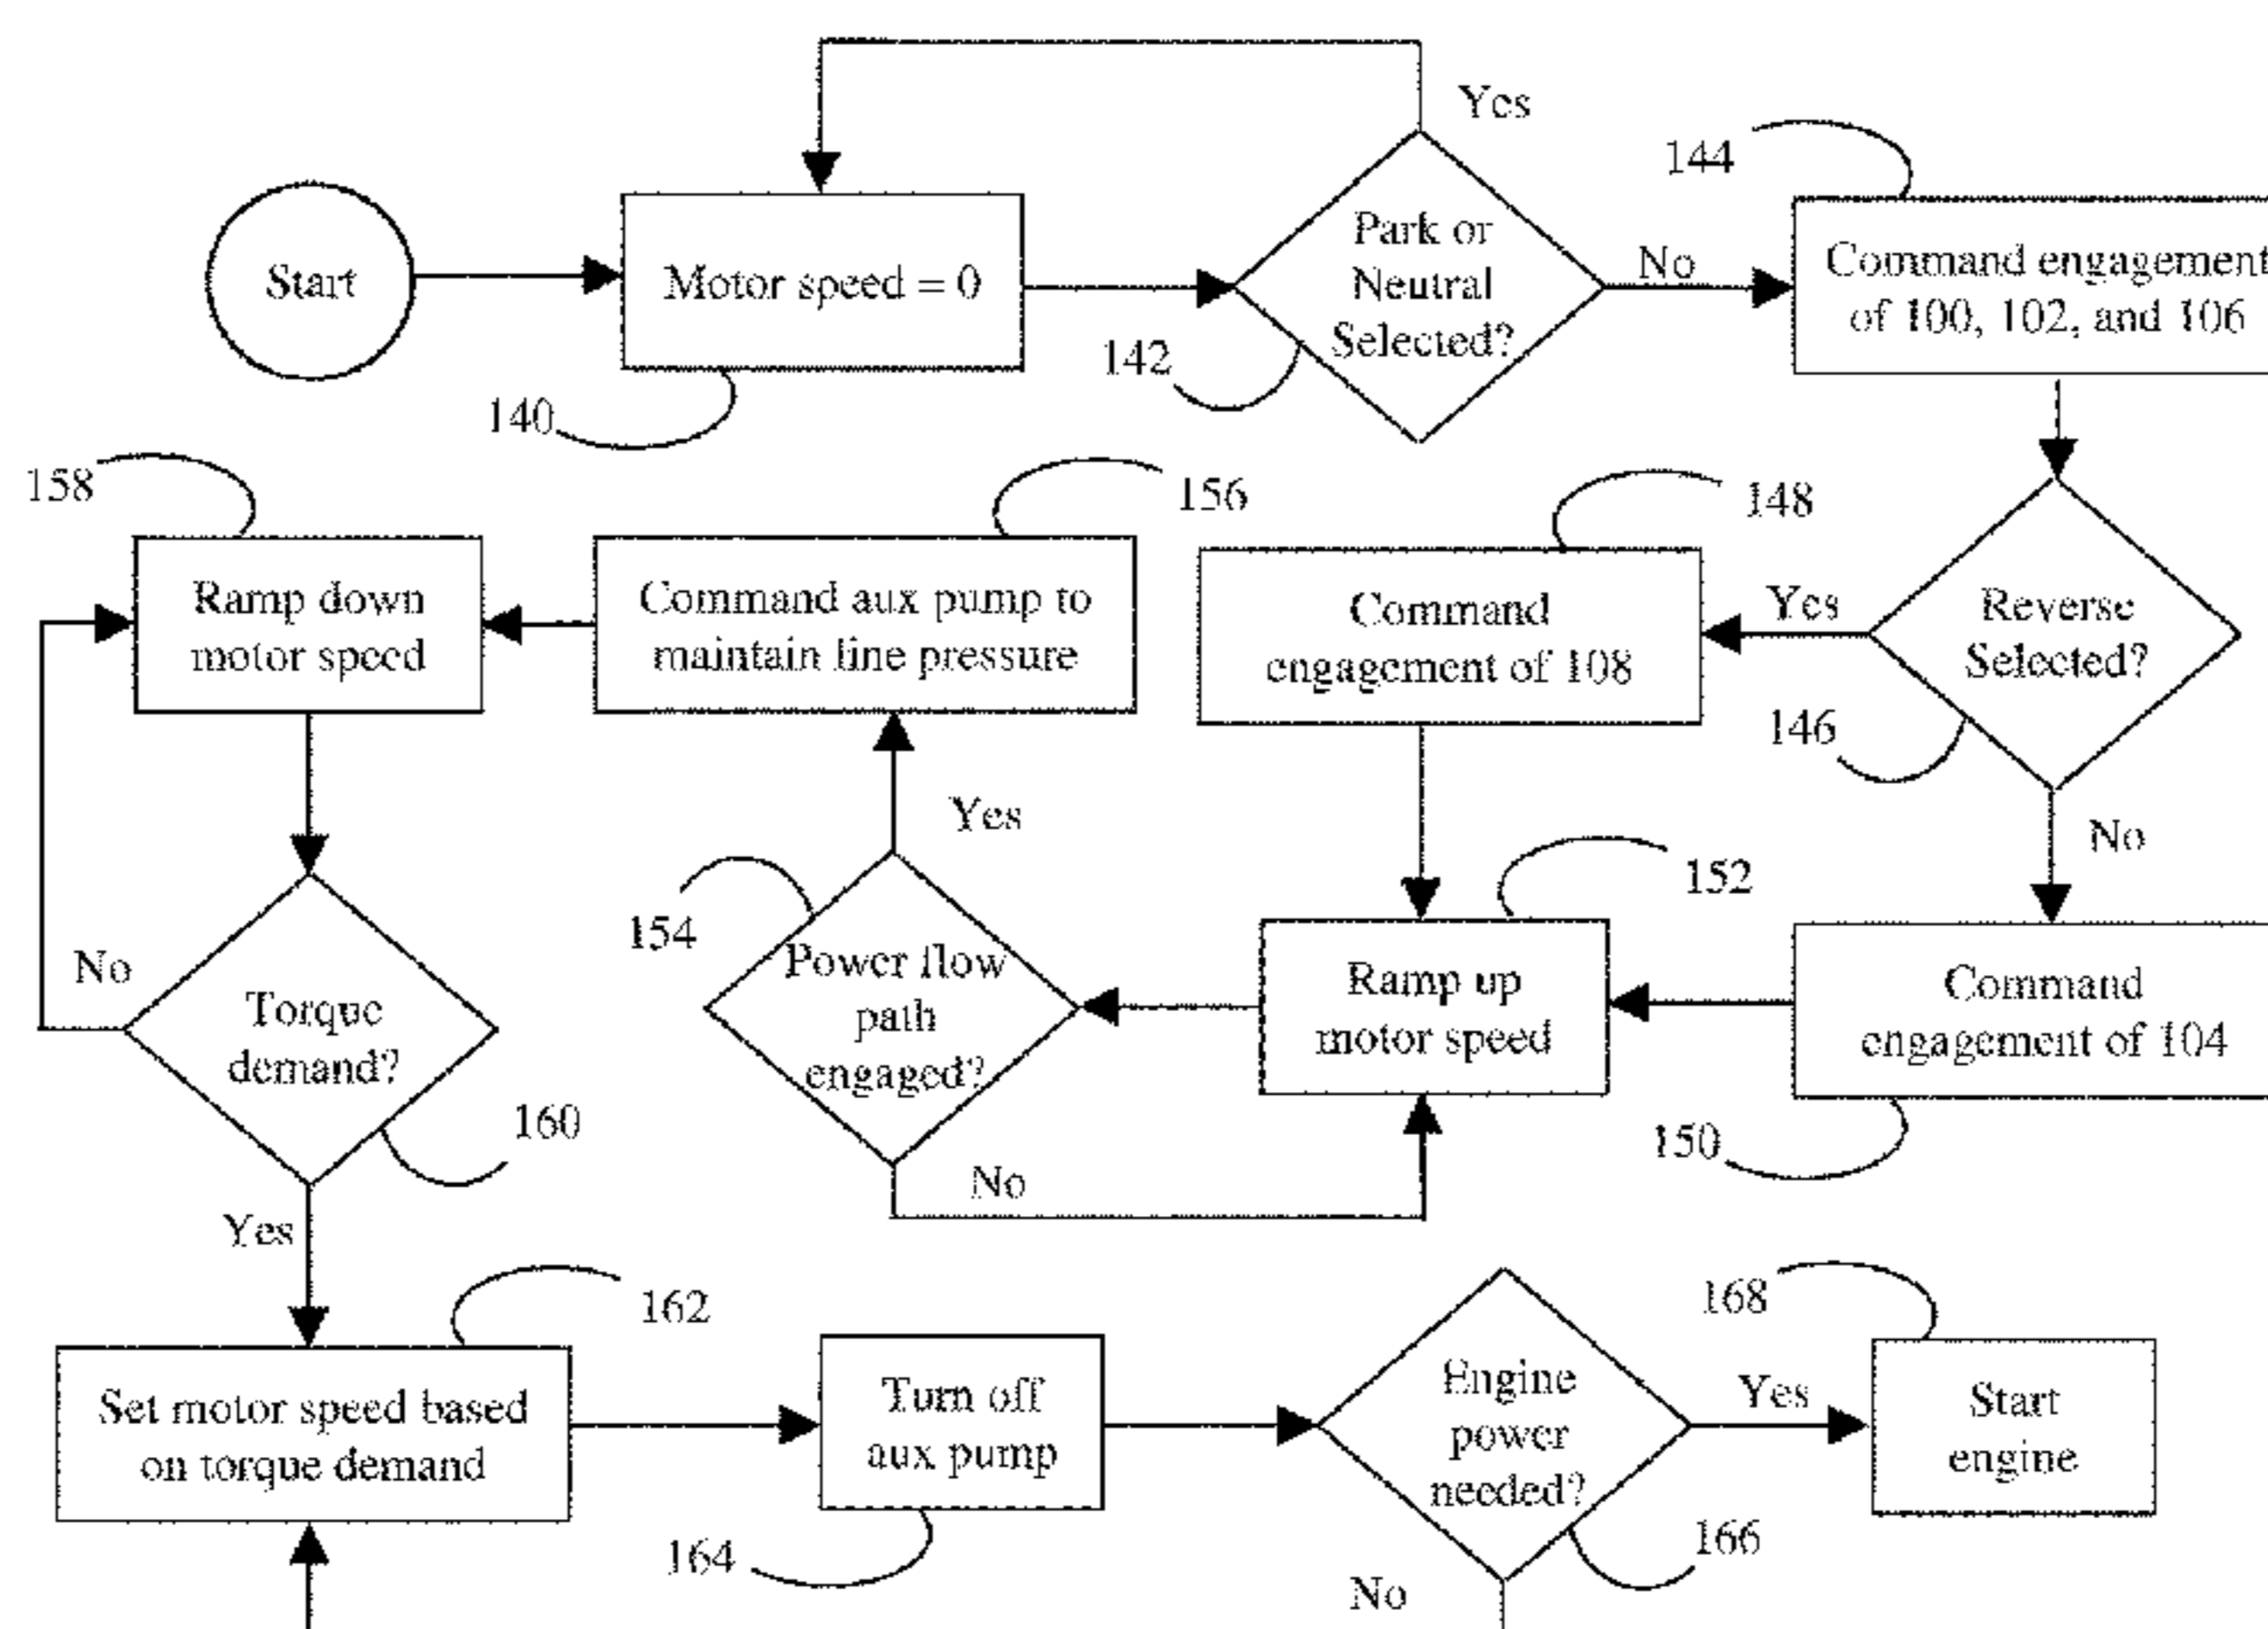 Yes
144
Start
Motor speed = 0
Park or
Neutral
Selected?
No
Command engagement
of 100, 102, and 106
142
140
158
156
148
Ramp down
motor speed
Command aux pump to
maintain line pressure
Command
engagement of 108
Yes
Reverse
Selected?
146
Yes
No
154
152
No
Torque
demand?
Power flow
path
engaged?
Ramp up
motor speed
Command
engagement of 104
160
150
No
Yes
162
168
Set motor speed based
on torque demand
Turn off
aux pump
Engine
power
needed?
Yes
Start
engine
164
166
No